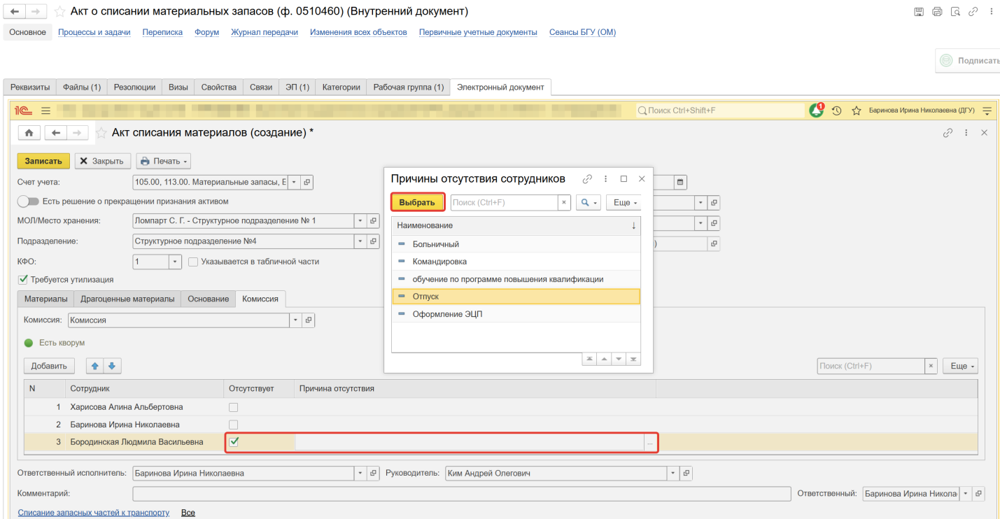 Акт о списании материальных запасов (ф. 0510460) (Внутренний документ)
Основное Процессы и задачи Переписка Форум Журнал передачи Изменения всех объектов Первичные учетные документы Сеансы БГУ (ОМ)
Подписать
Реквизиты Файлы (1) Резолюции Визы Свойства Связи ЭП (1) Категории Рабочая группа (1) Электронный документ
Поиск Ctrl+Shift+F 1 Баринова Ирина Николаевна (ДГУ)
Акт списания материалов (создание) *
Записать Закрыть Печать
Счет учета: 105.00, 113.00. Материальные запасы, Е
Есть решение о прекращении признания активом
МОЛ/Место хранения: Ломпарт С. Г. - Структурное подразделение № 1
Подразделение: Структурное подразделение №4 )
КФО: 1 Указывается в табличной части
Требуется утилизация
Материалы Драгоценные материалы Основание Комиссия
Комиссия: Комиссия
Есть кворум
Добавить Поиск (Ctrl+F) × Еще
N Сотрудник Отсутствует Причина отсутствия
1 Харисова Алина Альбертовна
2 Баринова Ирина Николаевна
3 Бородинская Людмила Васильевна ...
Причины отсутствия сотрудников
Выбрать Поиск (Ctrl+F) × Еще
Наименование ↓
Больничный
Командировка
обучение по программе повышения квалификации
Отпуск
Оформление ЭЦП
Ответственный исполнитель: Баринова Ирина Николаевна Руководитель: Ким Андрей Олегович
Комментарий: Ответственный: Баринова Ирина Никола
Списание запасных частей к транспорту Все